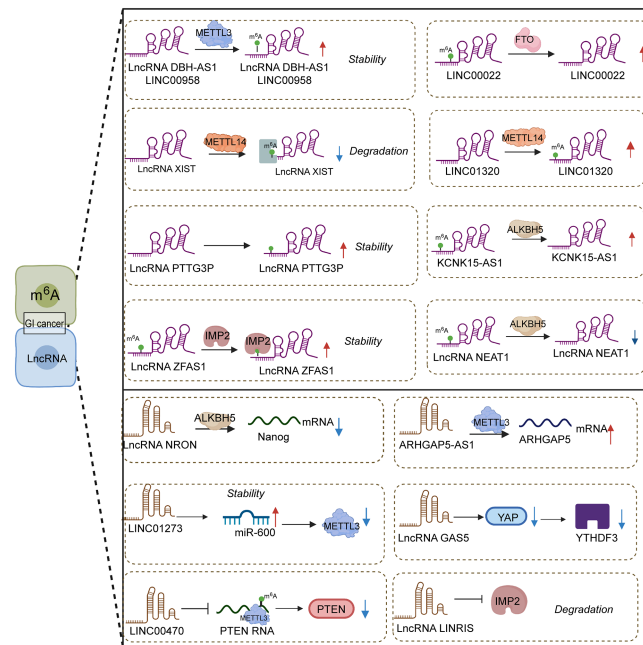 m⁶A
GI cancer
LncRNA
METTL3
m⁶A
LncRNA DBH-AS1
LINC00958
LncRNA DBH-AS1
LINC00958
Stability
m⁶A
FTO
LINC00022
LINC00022
METTL14
m⁶A
LncRNA XIST
LncRNA XIST
Degradation
METTL14
m⁶A
LINC01320
LINC01320
LncRNA PTTG3P
LncRNA PTTG3P
Stability
m⁶A
ALKBH5
KCNK15-AS1
KCNK15-AS1
m⁶A
IMP2
IMP2
LncRNA ZFAS1
LncRNA ZFAS1
Stability
m⁶A
ALKBH5
LncRNA NEAT1
LncRNA NEAT1
ALKBH5
LncRNA NRON
Nanog
mRNA
METTL3
ARHGAP5-AS1
ARHGAP5
mRNA
Stability
LINC01273
miR-600
METTL3
LncRNA GAS5
YAP
YTHDF3
m⁶A
METTL3
LINC00470
PTEN RNA
PTEN
LncRNA LINRIS
IMP2
Degradation